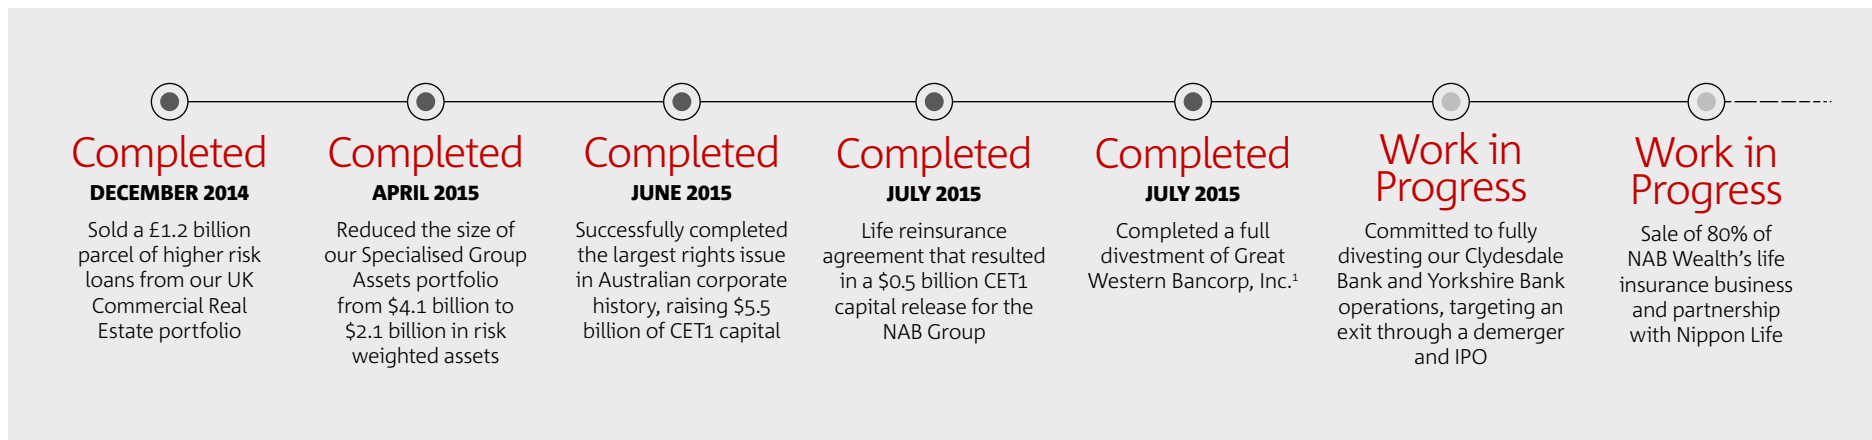 Completed
DECEMBER 2014
Sold a £1.2 billion
parcel of higher risk
loans from our UK
Commercial Real
Estate portfolio
Completed
APRIL 2015
Reduced the size of
our Specialised Group
Assets portfolio
from $4.1 billion to
$2.1 billion in risk
weighted assets
Completed
JUNE 2015
Successfully completed
the largest rights issue
in Australian corporate
history, raising $5.5
billion of CET1 capital
Completed
JULY 2015
Life reinsurance
agreement that resulted
in a $0.5 billion CET1
capital release for the
NAB Group
Completed
JULY 2015
Completed a full
divestment of Great
Western Bancorp, Inc.¹
Work in
Progress
Committed to fully
divesting our Clydesdale
Bank and Yorkshire Bank
operations, targeting an
exit through a demerger
and IPO
Work in
Progress
Sale of 80% of
NAB Wealth’s life
insurance business
and partnership
with Nippon Life